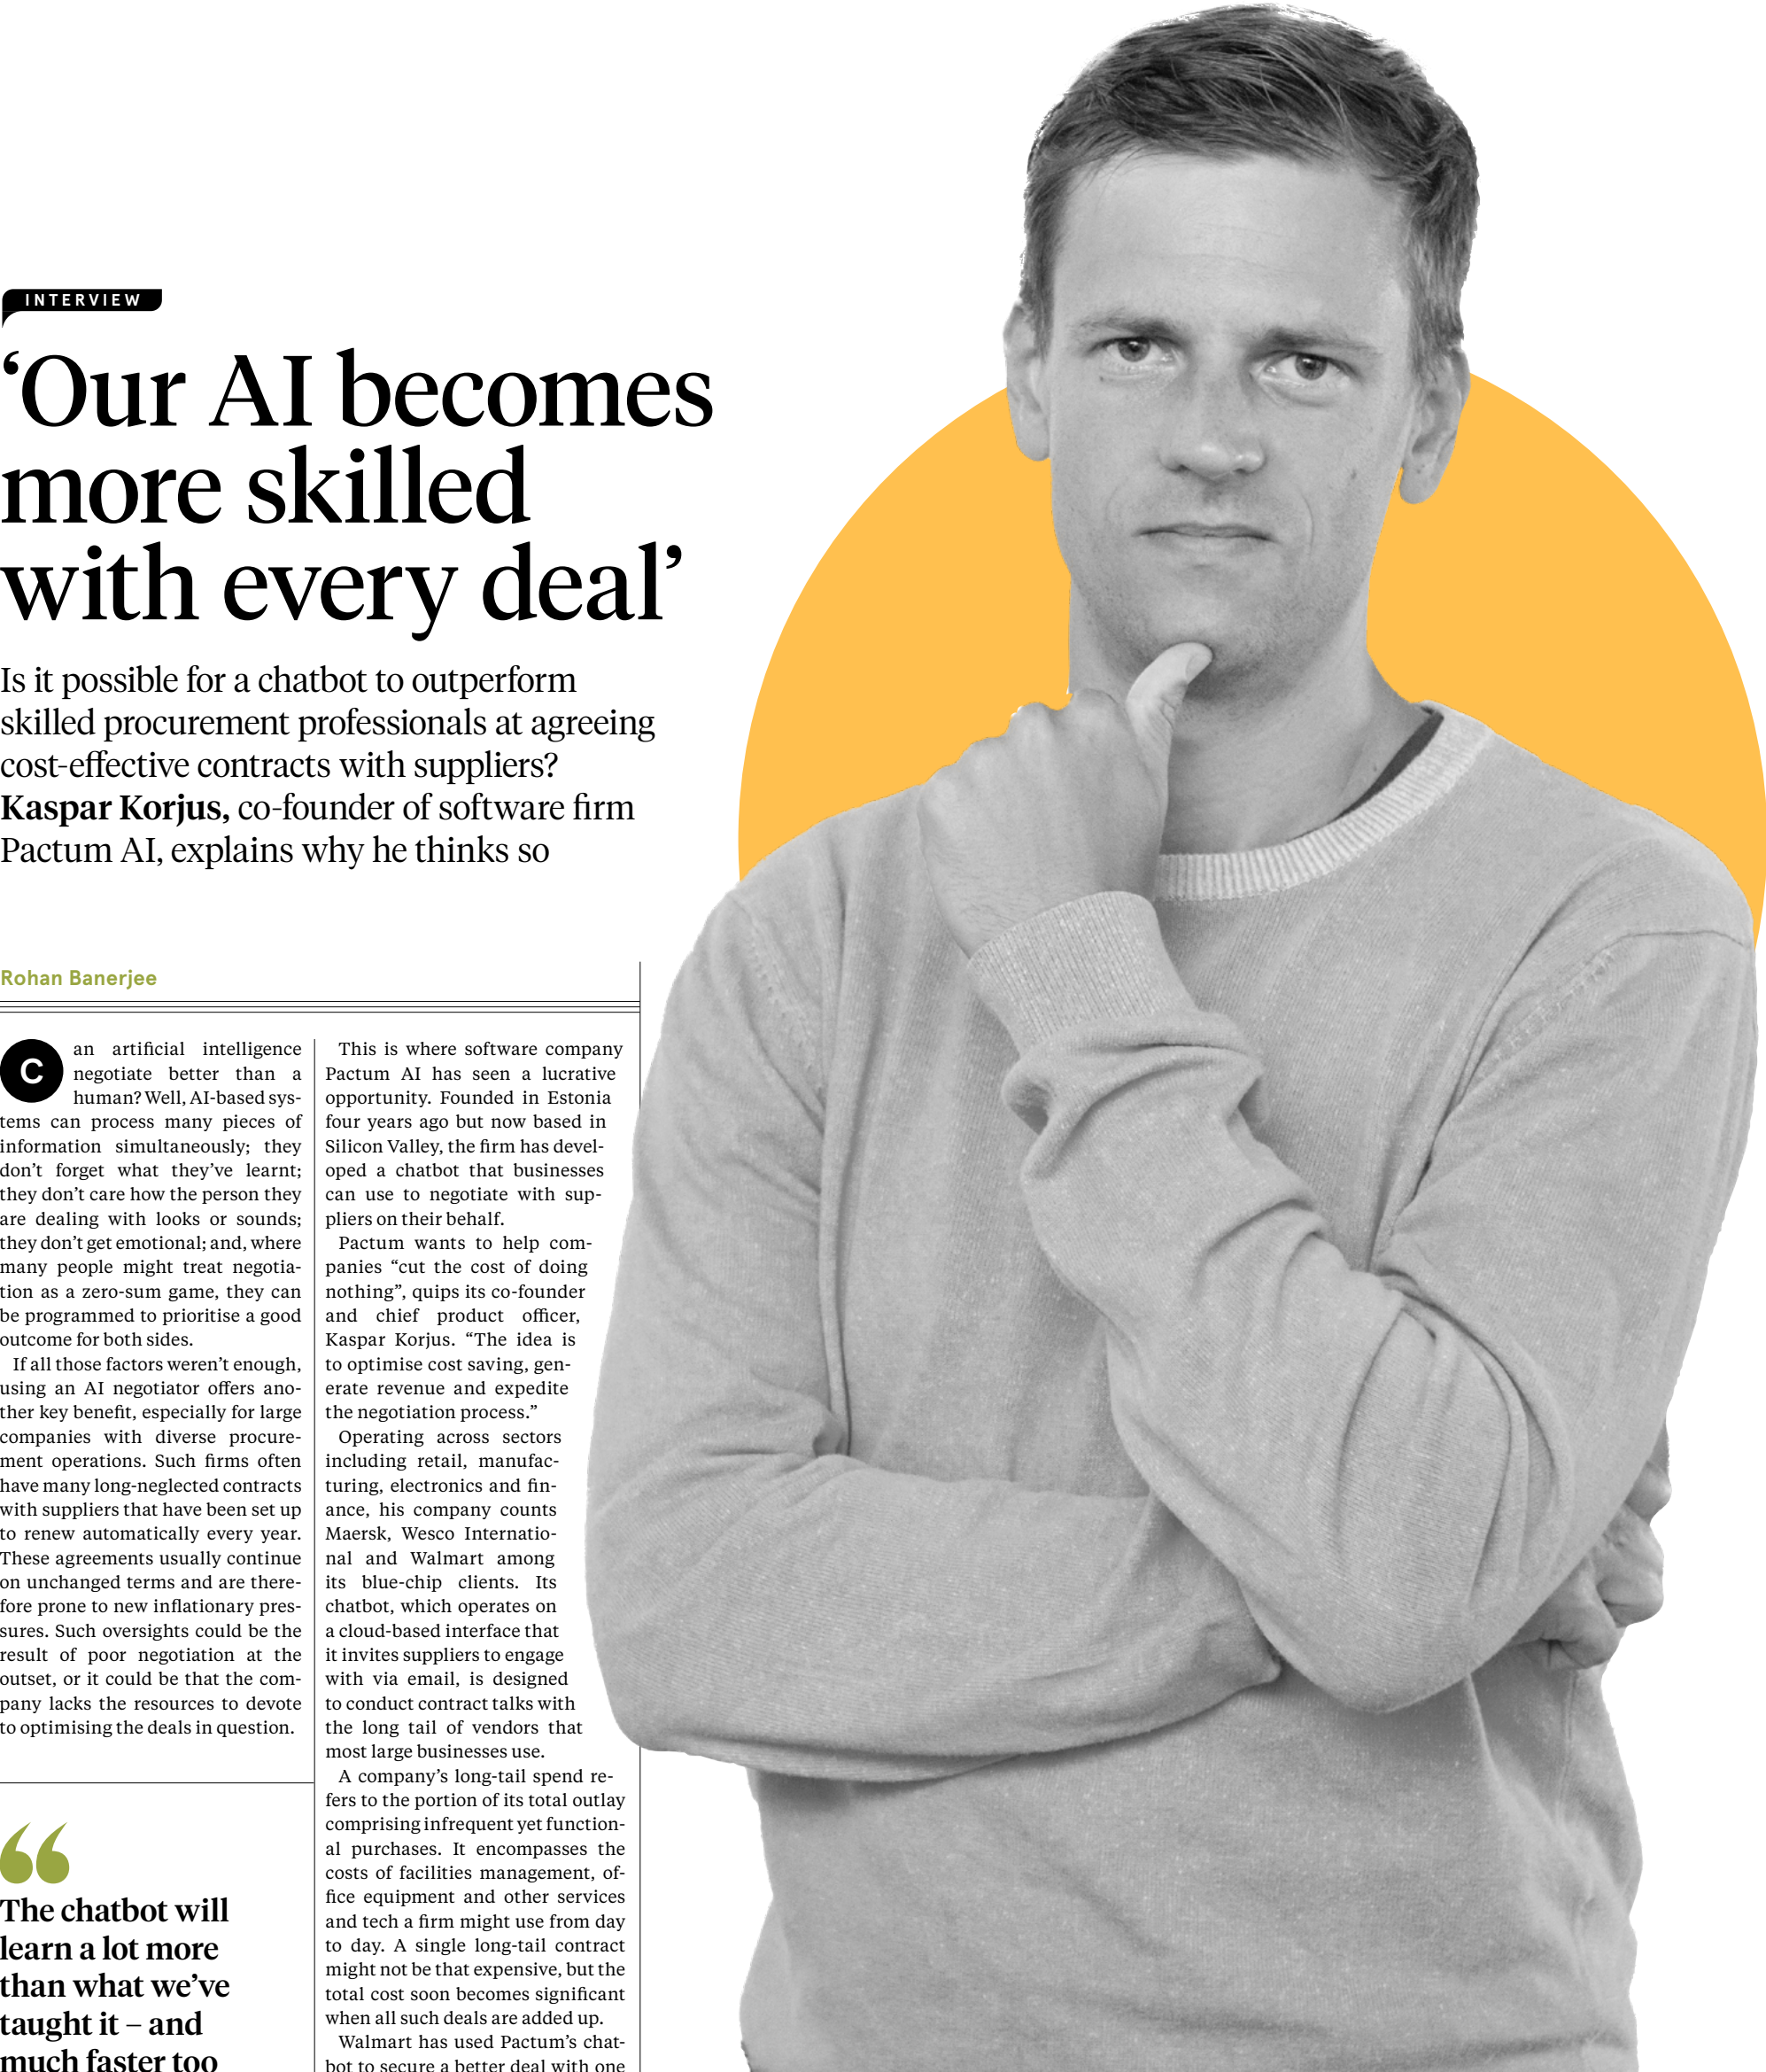 INTERVIEW
‘Our AI becomes
more skilled
with every deal’
Is it possible for a chatbot to outperform
skilled procurement professionals at agreeing
cost-effective contracts with suppliers?
Kaspar Korjus, co-founder of software firm
Pactum AI, explains why he thinks so
Rohan Banerjee
C an artificial intelligence
negotiate better than a
human? Well, AI-based sys-
tems can process many pieces of
information simultaneously; they
don’t forget what they’ve learnt;
they don’t care how the person they
are dealing with looks or sounds;
they don’t get emotional; and, where
many people might treat negotia-
tion as a zero-sum game, they can
be programmed to prioritise a good
outcome for both sides.
If all those factors weren’t enough,
using an AI negotiator offers ano-
ther key benefit, especially for large
companies with diverse procure-
ment operations. Such firms often
have many long-neglected contracts
with suppliers that have been set up
to renew automatically every year.
These agreements usually continue
on unchanged terms and are there-
fore prone to new inflationary pres-
sures. Such oversights could be the
result of poor negotiation at the
outset, or it could be that the com-
pany lacks the resources to devote
to optimising the deals in question.
“
The chatbot will
learn a lot more
than what we’ve
taught it – and
much faster too
This is where software company
Pactum AI has seen a lucrative
opportunity. Founded in Estonia
four years ago but now based in
Silicon Valley, the firm has devel-
oped a chatbot that businesses
can use to negotiate with sup-
pliers on their behalf.
Pactum wants to help com-
panies “cut the cost of doing
nothing”, quips its co-founder
and chief product officer,
Kaspar Korjus. “The idea is
to optimise cost saving, gen-
erate revenue and expedite
the negotiation process.”
Operating across sectors
including retail, manufac-
turing, electronics and fin-
ance, his company counts
Maersk, Wesco Internatio-
nal and Walmart among
its blue-chip clients. Its
chatbot, which operates on
a cloud-based interface that
it invites suppliers to engage
with via email, is designed
to conduct contract talks with
the long tail of vendors that
most large businesses use.
A company’s long-tail spend re-
fers to the portion of its total outlay
comprising infrequent yet function-
al purchases. It encompasses the
costs of facilities management, of-
fice equipment and other services
and tech a firm might use from day
to day. A single long-tail contract
might not be that expensive, but the
total cost soon becomes significant
when all such deals are added up.
Walmart has used Pactum’s chat-
bot to secure a better deal with one